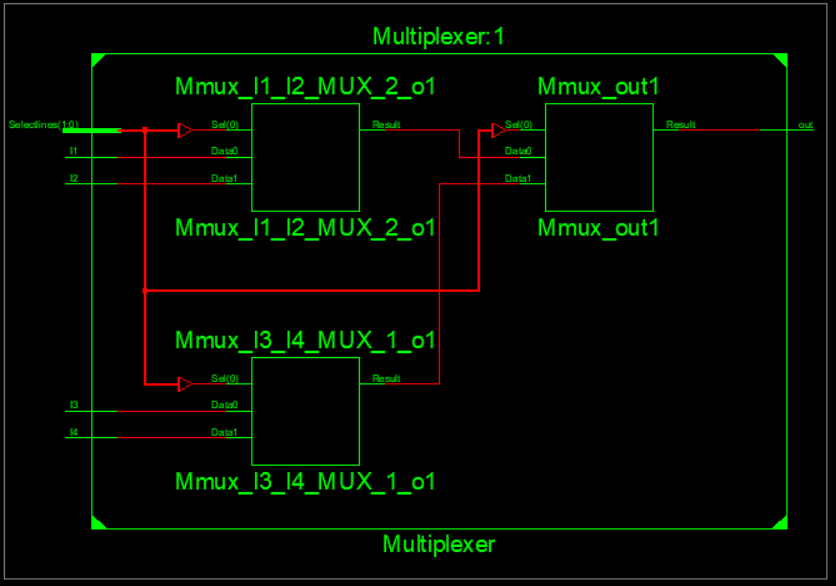 Multiplexer:1
Mmux_I1_I2_MUX_2_o1
Mmux_out1
Selectlines(1:0)
Sel(0)
Result
Sel(0)
Result
out
I1
Data0
Data0
I2
Data1
Data1
Mmux_I1_I2_MUX_2_o1
Mmux_out1
Mmux_I3_I4_MUX_1_o1
Sel(0)
Result
I3
Data0
I4
Data1
Mmux_I3_I4_MUX_1_o1
Multiplexer